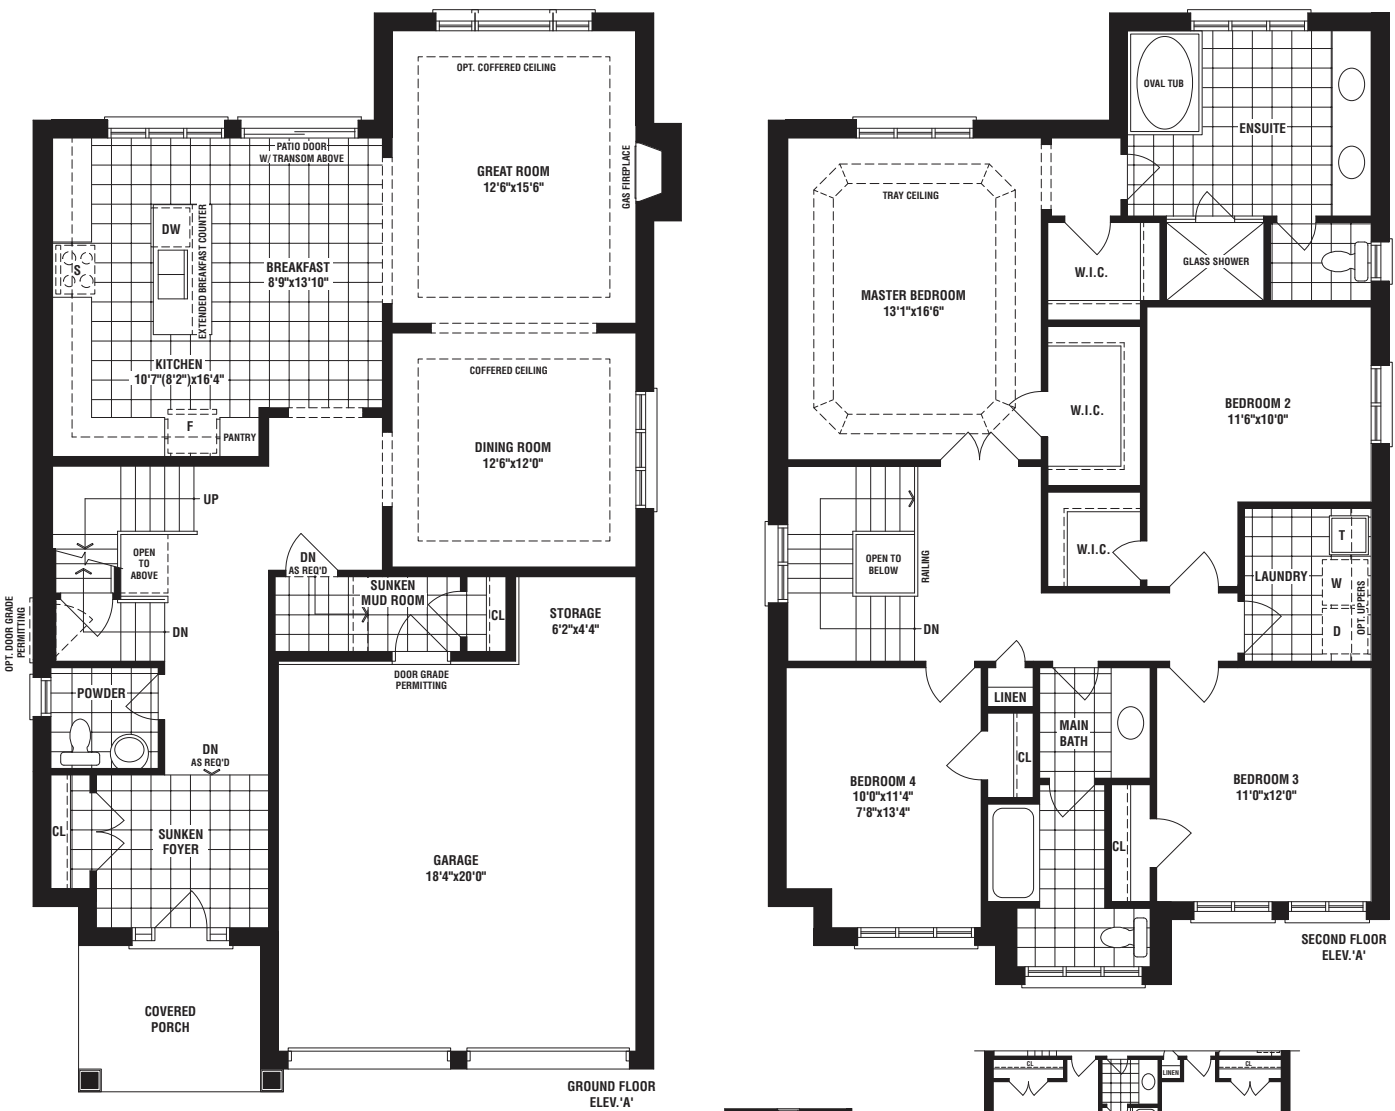 OPT. COFFERED CEILING
GREAT ROOM
12'6"x15'6"
GAS FIREPLACE
PATIO DOOR
W/ TRANSOM ABOVE
DW
EXTENDED BREAKFAST COUNTER
S
BREAKFAST
8'9"x13'10"
KITCHEN
10'7"(8'2")x16'4"
F
PANTRY
COFFERED CEILING
DINING ROOM
12'6"x12'0"
UP
OPEN
TO
ABOVE
DN
AS REQ'D
SUNKEN
MUD ROOM
CL
STORAGE
6'2"x4'4"
OPT. DOOR GRADE
PERMITTING
DN
DOOR GRADE
PERMITTING
POWDER
DN
AS REQ'D
CL
SUNKEN
FOYER
GARAGE
18'4"x20'0"
COVERED
PORCH
GROUND FLOOR
ELEV.'A'
OVAL TUB
ENSUITE
TRAY CEILING
W.I.C.
GLASS SHOWER
MASTER BEDROOM
13'1"x16'6"
W.I.C.
BEDROOM 2
11'6"x10'0"
OPEN TO
BELOW
RAILING
W.I.C.
T
LAUNDRY
W
OPT. UPPERS
D
DN
LINEN
MAIN
BATH
CL
BEDROOM 4
10'0"x11'4"
7'8"x13'4"
BEDROOM 3
11'0"x12'0"
CL
SECOND FLOOR
ELEV.'A'
CL
LINEN
CL